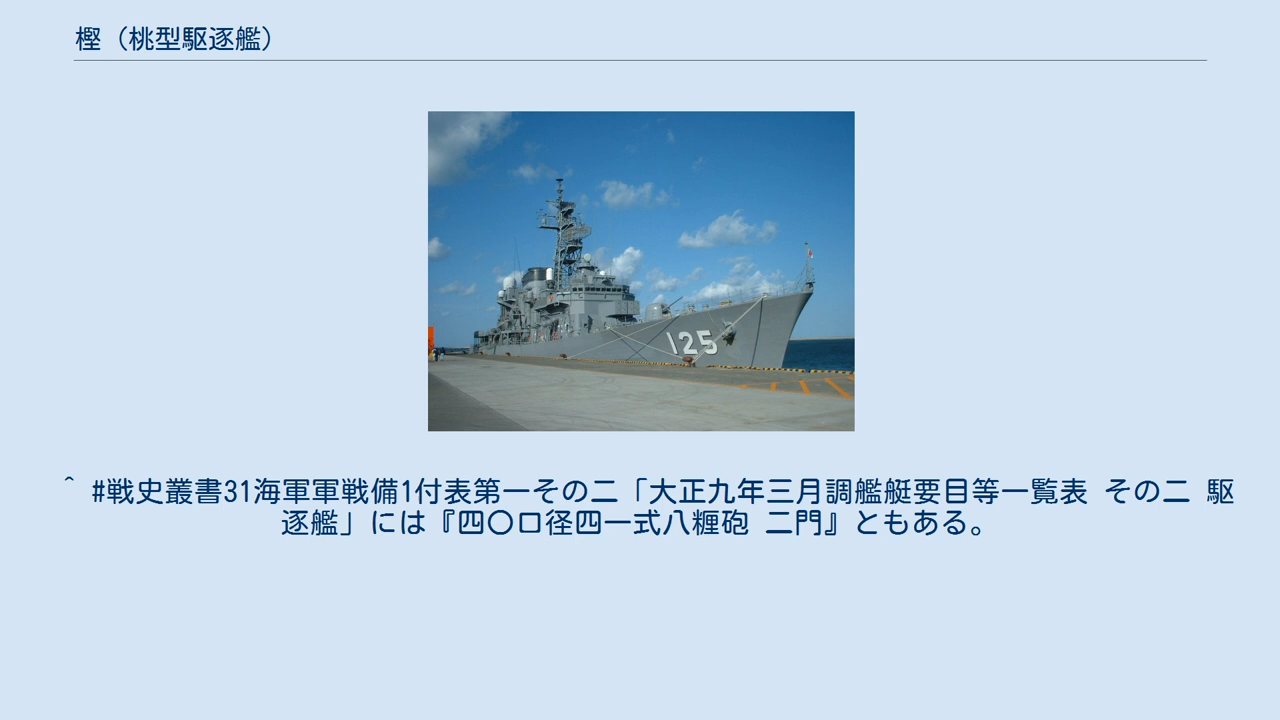 樫（桃型駆逐艦）
125
^ #戦史叢書31海軍軍戦備1付表第一その二「大正九年三月調艦艇要目等一覧表 その二 駆
逐艦」には『四〇口径四一式八糎砲 二門』ともある。